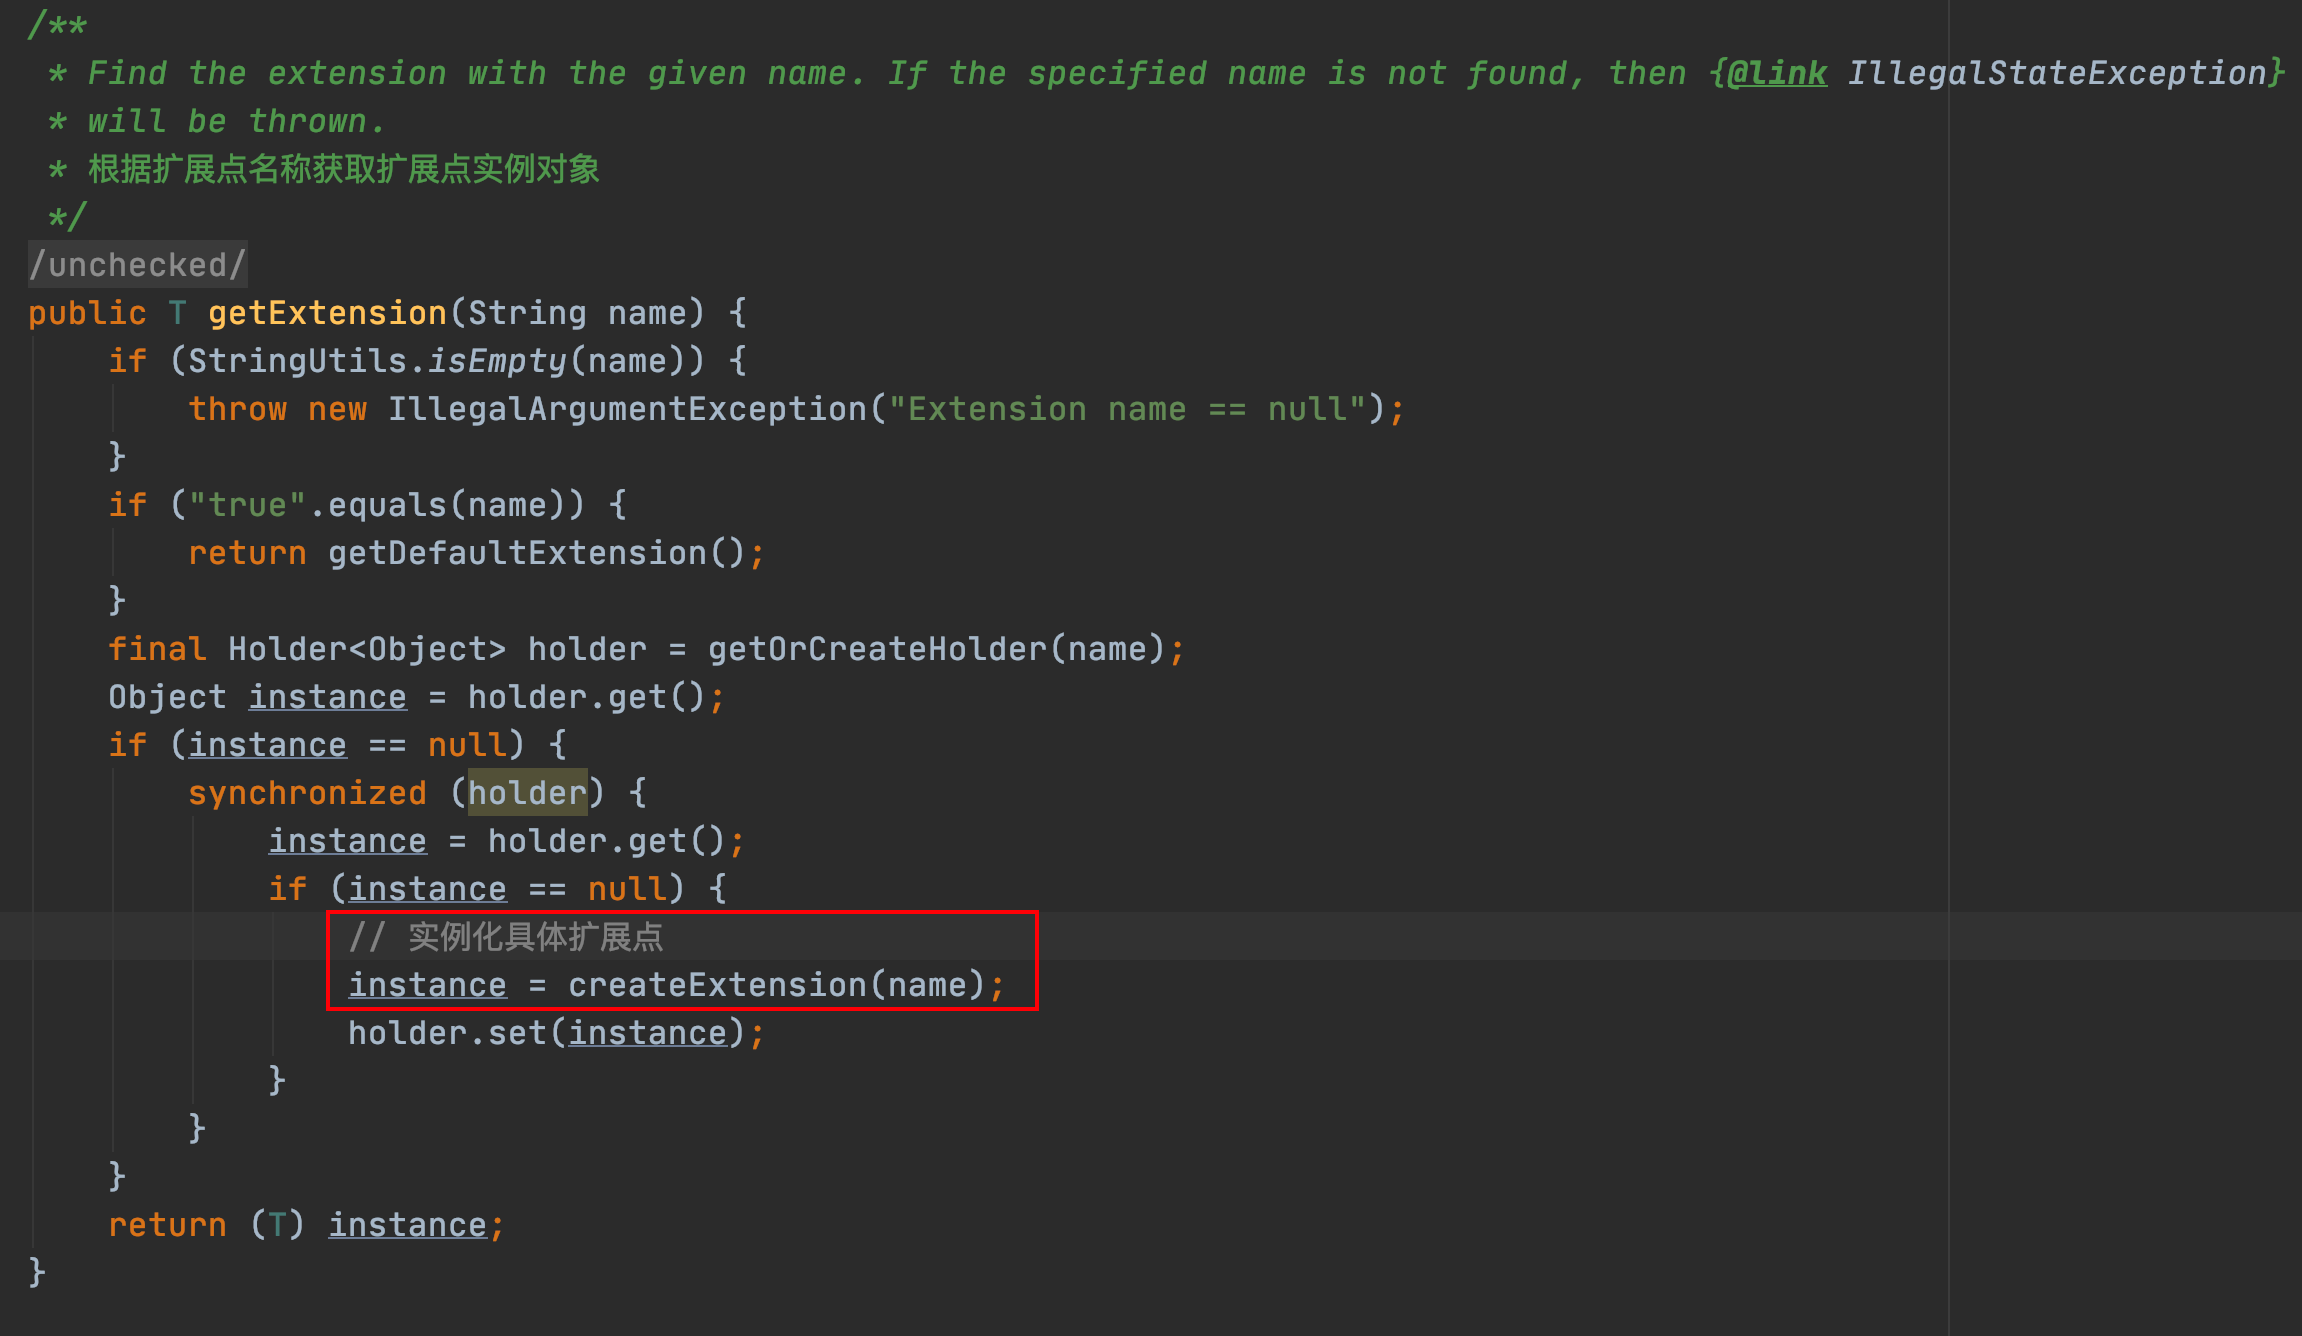 /**
 * Find the extension with the given name. If the specified name is not found, then {@link IllegalStateException}
 * will be thrown.
 * 根据扩展点名称获取扩展点实例对象
 */
/unchecked/
public T getExtension(String name) {
    if (StringUtils.isEmpty(name)) {
        throw new IllegalArgumentException("Extension name == null");
    }
    if ("true".equals(name)) {
        return getDefaultExtension();
    }
    final Holder<Object> holder = getOrCreateHolder(name);
    Object instance = holder.get();
    if (instance == null) {
        synchronized (holder) {
            instance = holder.get();
            if (instance == null) {
                // 实例化具体扩展点
                instance = createExtension(name);
                holder.set(instance);
            }
        }
    }
    return (T) instance;
}